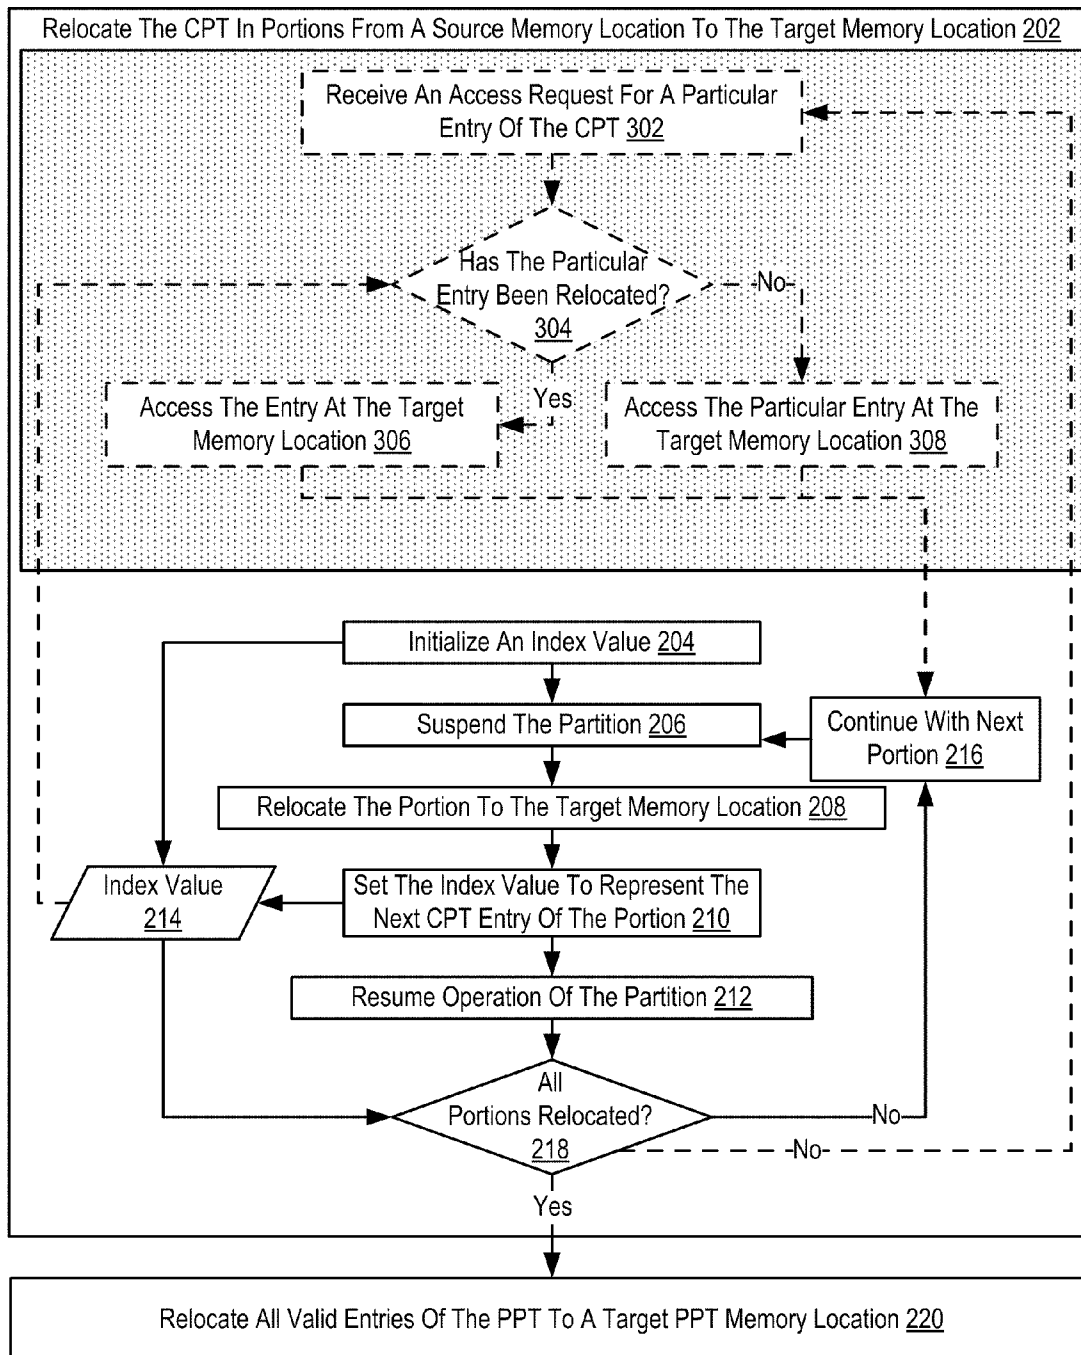 Relocate The CPT In Portions From A Source Memory Location To The Target Memory Location 202
Receive An Access Request For A Particular
Entry Of The CPT 302
Has The Particular
Entry Been Relocated?
304
No
Yes
Access The Entry At The Target
Memory Location 306
Access The Particular Entry At The
Target Memory Location 308
Initialize An Index Value 204
Suspend The Partition 206
Continue With Next
Portion 216
Relocate The Portion To The Target Memory Location 208
Index Value
214
Set The Index Value To Represent The
Next CPT Entry Of The Portion 210
Resume Operation Of The Partition 212
All
Portions Relocated?
218
No
No
Yes
Relocate All Valid Entries Of The PPT To A Target PPT Memory Location 220